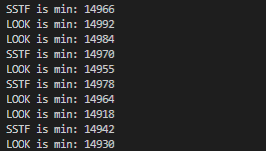 SSTF is min: 14966
LOOK is min: 14992
LOOK is min: 14984
SSTF is min: 14970
LOOK is min: 14955
SSTF is min: 14978
LOOK is min: 14964
LOOK is min: 14918
SSTF is min: 14942
LOOK is min: 14930